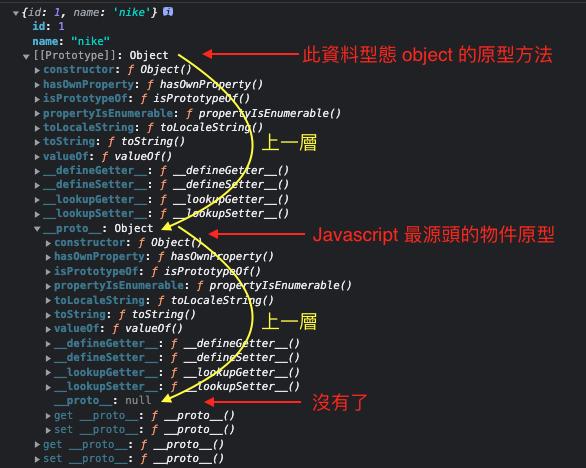 ▼{id: 1, name: 'nike'} i
id: 1
name: "nike"
▼[[Prototype]]: Object
此資料型態 object 的原型方法
▶constructor: ƒ Object()
▶hasOwnProperty: ƒ hasOwnProperty()
▶isPrototypeOf: ƒ isPrototypeOf()
▶propertyIsEnumerable: ƒ propertyIsEnumerable()
▶toLocaleString: ƒ toLocaleString()
▶toString: ƒ toString()
上一層
▶valueOf: ƒ valueOf()
▶__defineGetter__: ƒ __defineGetter__()
▶__defineSetter__: ƒ __defineSetter__()
▶__lookupGetter__: ƒ __lookupGetter__()
▶__lookupSetter__: ƒ __lookupSetter__()
▼__proto__: Object
Javascript 最源頭的物件原型
▶constructor: ƒ Object()
▶hasOwnProperty: ƒ hasOwnProperty()
▶isPrototypeOf: ƒ isPrototypeOf()
▶propertyIsEnumerable: ƒ propertyIsEnumerable()
▶toLocaleString: ƒ toLocaleString()
▶toString: ƒ toString()
上一層
▶valueOf: ƒ valueOf()
▶__defineGetter__: ƒ __defineGetter__()
▶__defineSetter__: ƒ __defineSetter__()
▶__lookupGetter__: ƒ __lookupGetter__()
▶__lookupSetter__: ƒ __lookupSetter__()
__proto__: null
沒有了
▶get __proto__: ƒ __proto__()
▶set __proto__: ƒ __proto__()
▶get __proto__: ƒ __proto__()
▶set __proto__: ƒ __proto__()